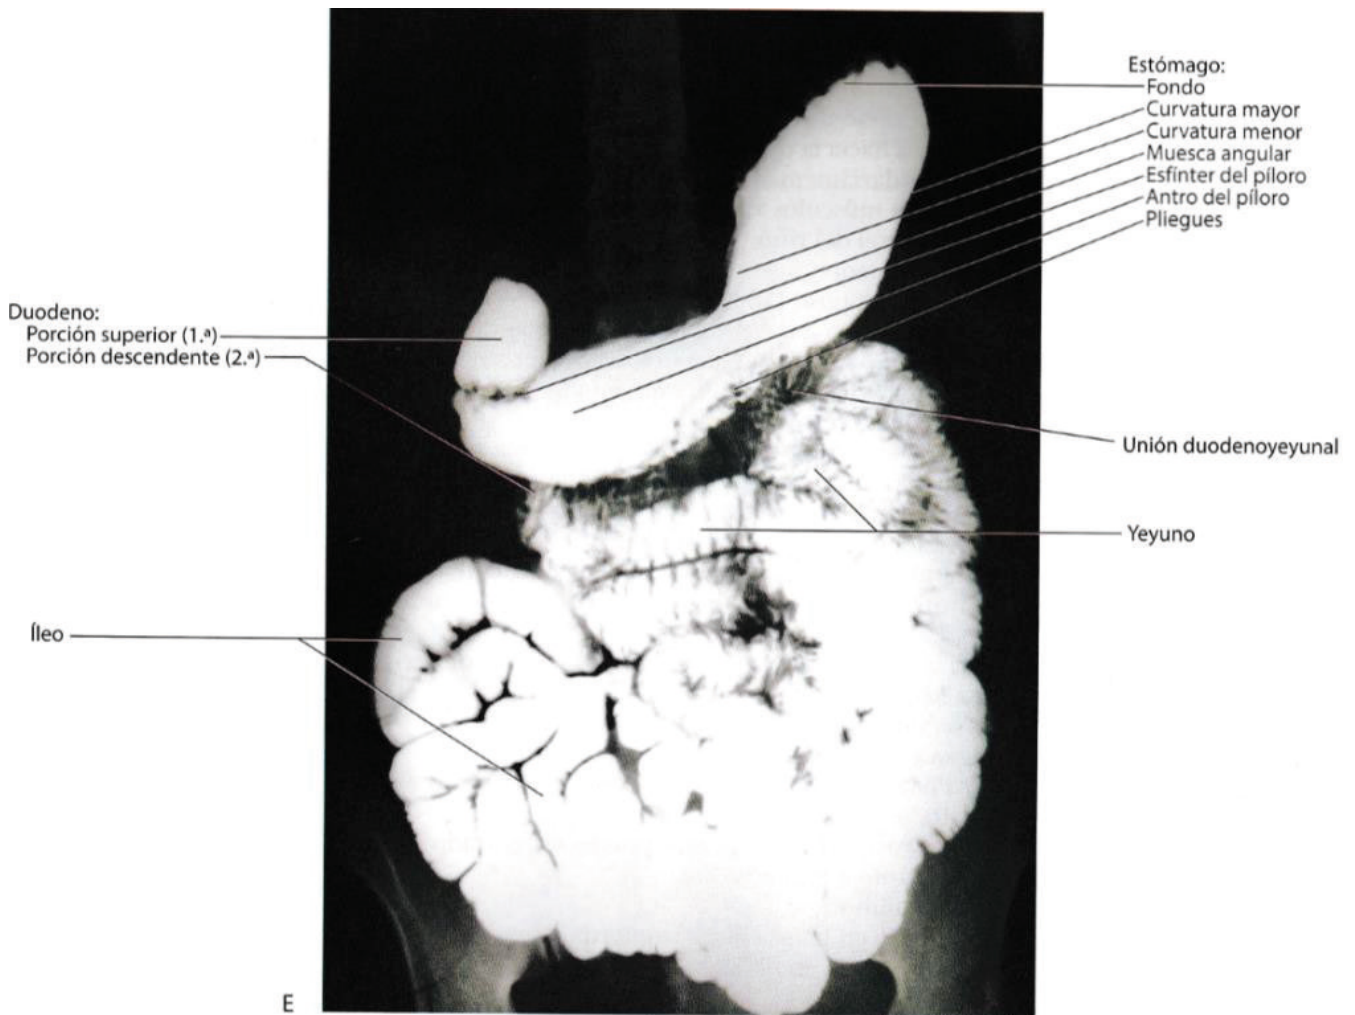 Estómago:
Fondo
Curvatura mayor
Curvatura menor
Muesca angular
Esfínter del píloro
Antro del píloro
Pliegues
Duodeno:
Porción superior (1.ª)
Porción descendente (2.ª)
Unión duodenoyeyunal
Yeyuno
Íleo
E